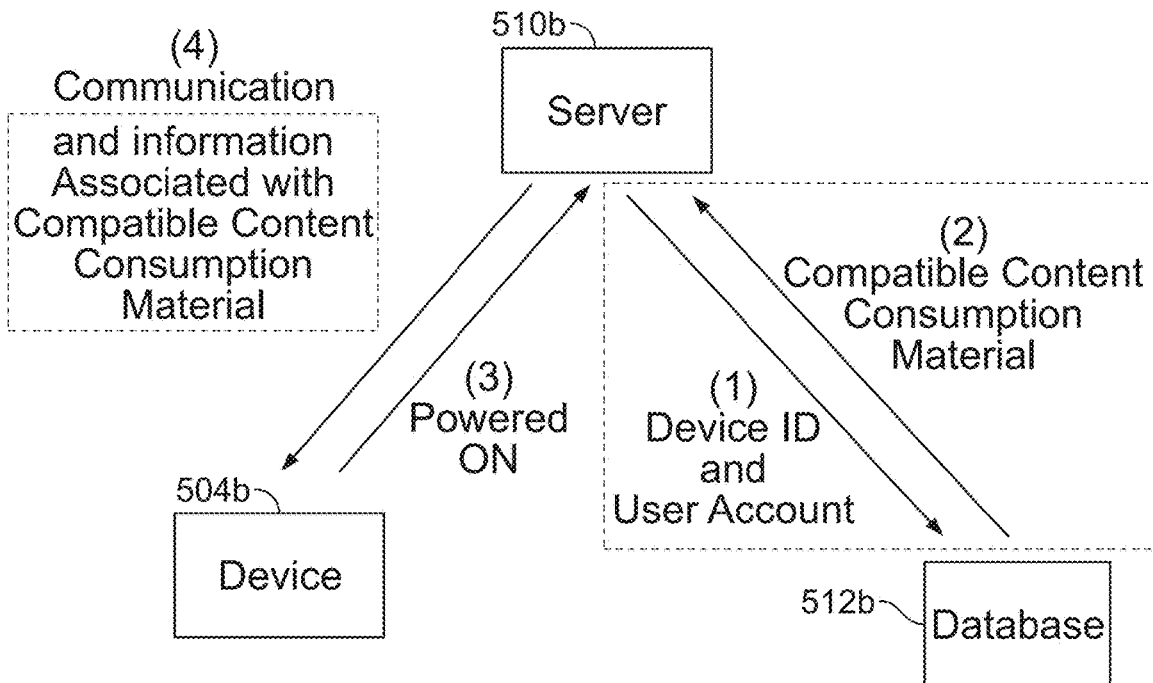 510b
Server
(4)
Communication
and information
Associated with
Compatible Content
Consumption
Material
(2)
Compatible Content
Consumption
Material
(3)
Powered
ON
(1)
Device ID
and
User Account
504b
Device
512b
Database